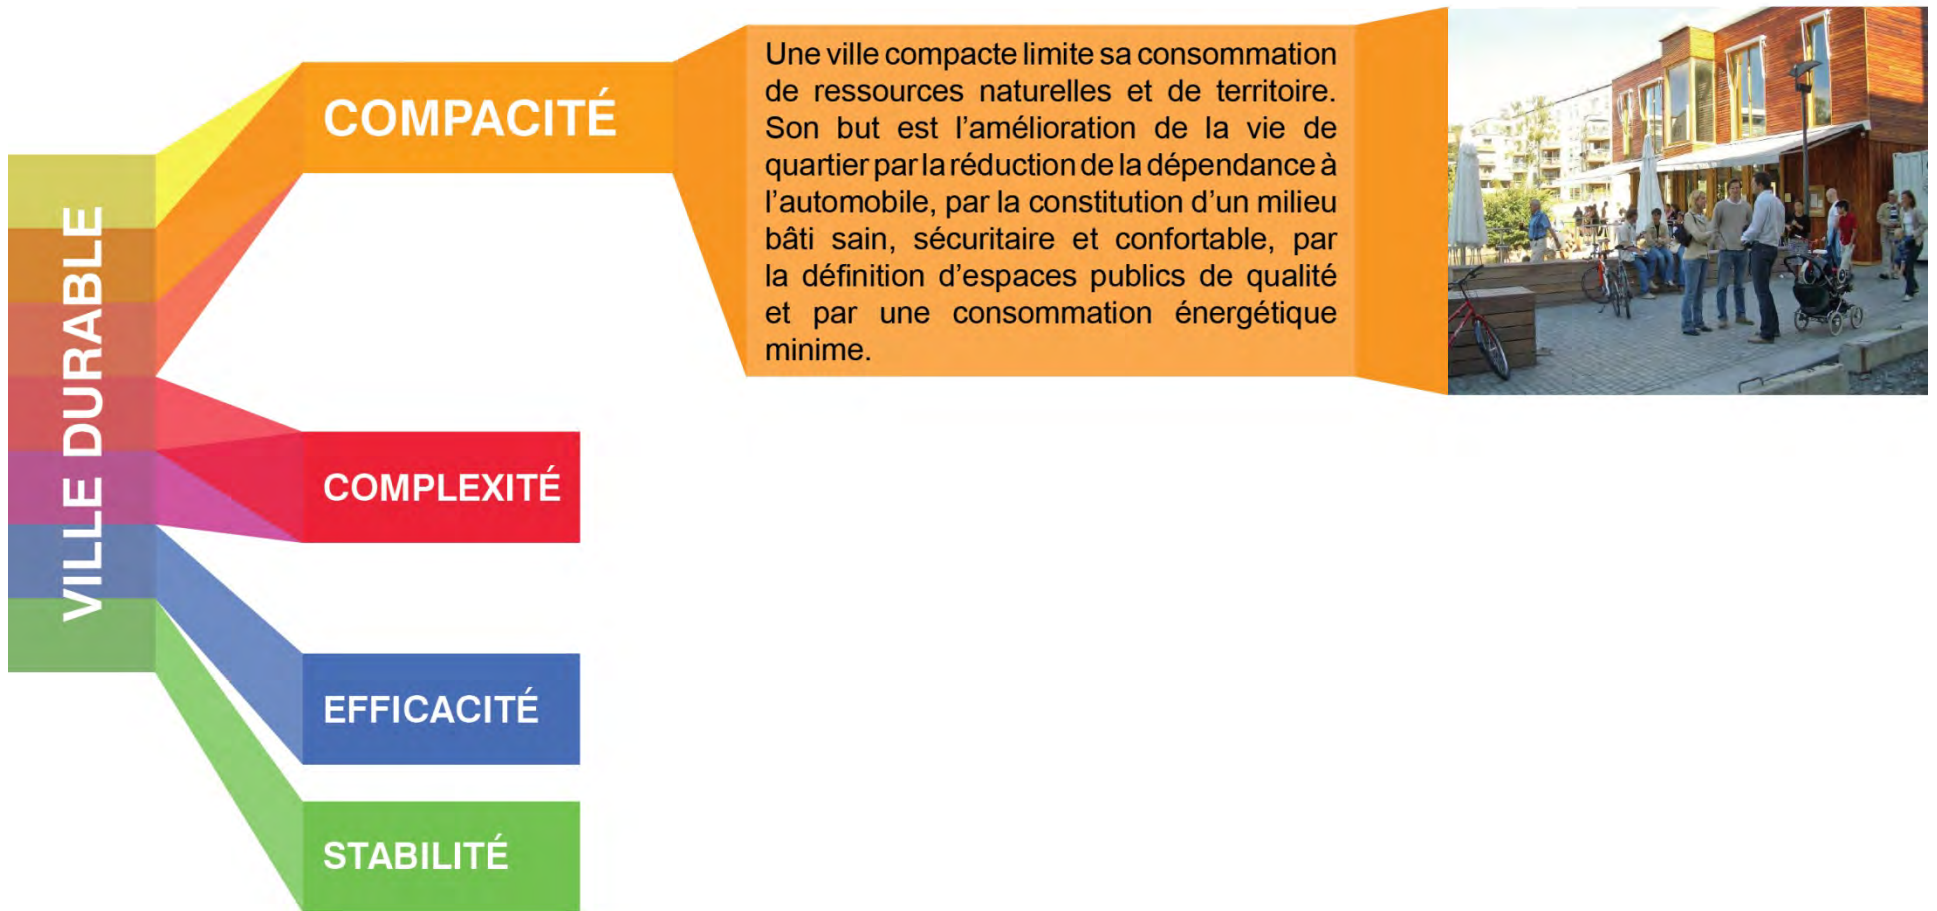 VILLE DURABLE
COMPACITÉ
Une ville compacte limite sa consommation
de ressources naturelles et de territoire.
Son but est l’amélioration de la vie de
quartier par la réduction de la dépendance à
l’automobile, par la constitution d’un milieu
bâti sain, sécuritaire et confortable, par
la définition d’espaces publics de qualité
et par une consommation énergétique
minime.
COMPLEXITÉ
EFFICACITÉ
STABILITÉ